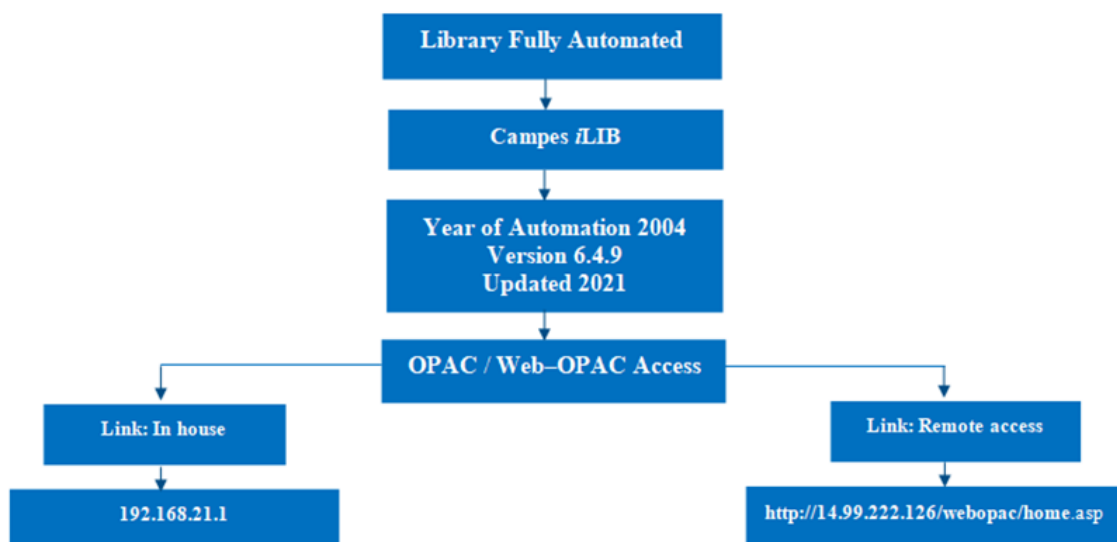 Library Fully Automated
Campes iLIB
Year of Automation 2004
Version 6.4.9
Updated 2021
OPAC / Web–OPAC Access
Link: In house
Link: Remote access
192.168.21.1
http://14.99.222.126/webopac/home.asp